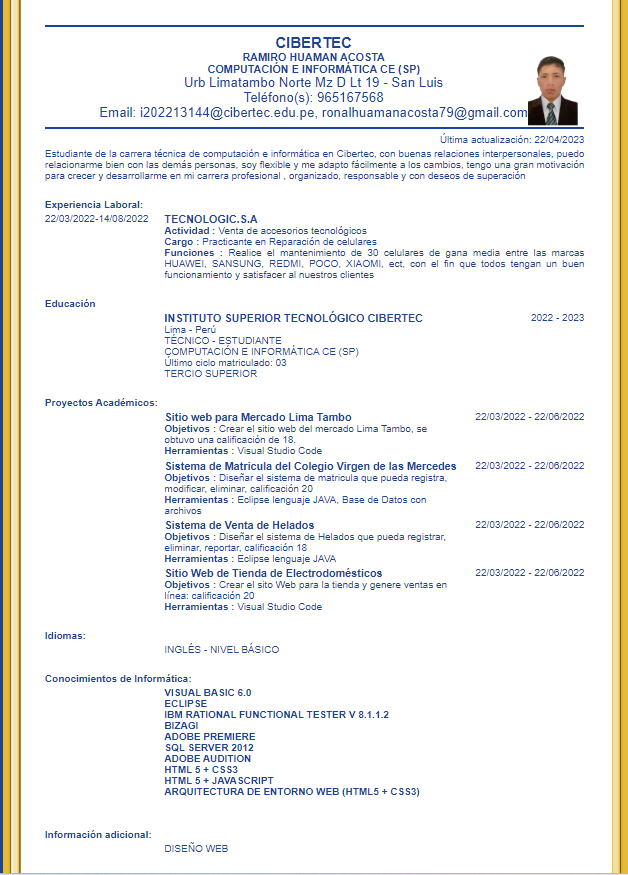 CIBERTEC
RAMIRO HUAMAN ACOSTA
COMPUTACIÓN E INFORMÁTICA CE (SP)
Urb Limatambo Norte Mz D Lt 19 - San Luis
Teléfono(s): 965167568
Email: i202213144@cibertec.edu.pe, ronalhuamanacosta79@gmail.com
Última actualización: 22/04/2023
Estudiante de la carrera técnica de computación e informática en Cibertec, con buenas relaciones interpersonales, puedo
relacionarme bien con las demás personas, soy flexible y me adapto fácilmente a los cambios, tengo una gran motivación
para crecer y desarrollarme en mi carrera profesional , organizado, responsable y con deseos de superación
Experiencia Laboral:
22/03/2022-14/08/2022 TECNOLOGIC.S.A
Actividad : Venta de accesorios tecnológicos
Cargo : Practicante en Reparación de celulares
Funciones : Realice el mantenimiento de 30 celulares de gana media entre las marcas
HUAWEI, SANSUNG, REDMI, POCO, XIAOMI, ect, con el fin que todos tengan un buen
funcionamiento y satisfacer al nuestros clientes
Educación
INSTITUTO SUPERIOR TECNOLÓGICO CIBERTEC 2022 - 2023
Lima - Perú
TÉCNICO - ESTUDIANTE
COMPUTACIÓN E INFORMÁTICA CE (SP)
Último ciclo matriculado: 03
TERCIO SUPERIOR
Proyectos Académicos:
Sitio web para Mercado Lima Tambo 22/03/2022 - 22/06/2022
Objetivos : Crear el sitio web del mercado Lima Tambo, se
obtuvo una calificación de 18.
Herramientas : Visual Studio Code
Sistema de Matricula del Colegio Virgen de las Mercedes 22/03/2022 - 22/06/2022
Objetivos : Diseñar el sistema de matricula que pueda registra,
modificar, eliminar, calificación 20
Herramientas : Eclipse lenguaje JAVA, Base de Datos con
archivos
Sistema de Venta de Helados 22/03/2022 - 22/06/2022
Objetivos : Diseñar el sistema de Helados que pueda registrar,
eliminar, reportar, calificación 18
Herramientas : Eclipse lenguaje JAVA
Sitio Web de Tienda de Electrodomésticos 22/03/2022 - 22/06/2022
Objetivos : Crear el sito Web para la tienda y genere ventas en
línea: calificación 20
Herramientas : Visual Studio Code
Idiomas:
INGLÉS - NIVEL BÁSICO
Conocimientos de Informática:
VISUAL BASIC 6.0
ECLIPSE
IBM RATIONAL FUNCTIONAL TESTER V 8.1.1.2
BIZAGI
ADOBE PREMIERE
SQL SERVER 2012
ADOBE AUDITION
HTML 5 + CSS3
HTML 5 + JAVASCRIPT
ARQUITECTURA DE ENTORNO WEB (HTML5 + CSS3)
Información adicional:
DISEÑO WEB